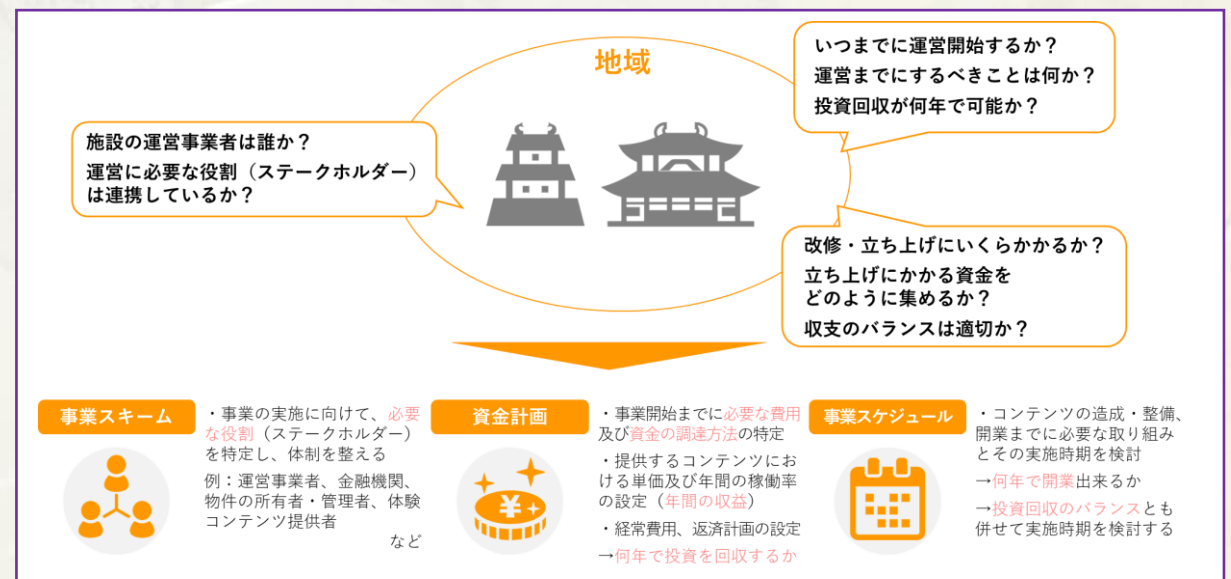 地域
施設の運営事業者は誰か？
運営に必要な役割（ステークホルダー）
は連携しているか？
いつまでに運営開始するか？
運営までにするべきことは何か？
投資回収が何年で可能か？
改修・立ち上げにいくらかかるか？
立ち上げにかかる資金を
どのように集めるか？
収支のバランスは適切か？
事業スキーム
・事業の実施に向けて、必要
な役割（ステークホルダー）
を特定し、体制を整える
例：運営事業者、金融機関、
物件の所有者・管理者、体験
コンテンツ提供者
など
資金計画
¥
・事業開始までに必要な費用
及び資金の調達方法の特定
・提供するコンテンツにお
ける単価及び年間の稼働率
の設定（年間の収益）
・経常費用、返済計画の設定
→何年で投資を回収するか
事業スケジュール
・コンテンツの造成・整備、
開業までに必要な取り組み
とその実施時期を検討
→何年で開業出来るか
→投資回収のバランスとも
併せて実施時期を検討する